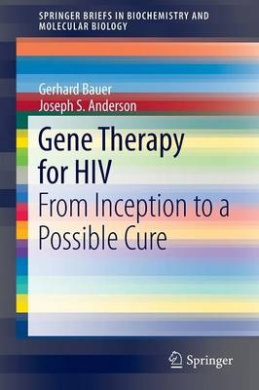 SPRINGER BRIEFS IN BIOCHEMISTRY AND
MOLECULAR BIOLOGY
Gerhard Bauer
Joseph S. Anderson
Gene Therapy
for HIV
From Inception to a
Possible Cure
Springer